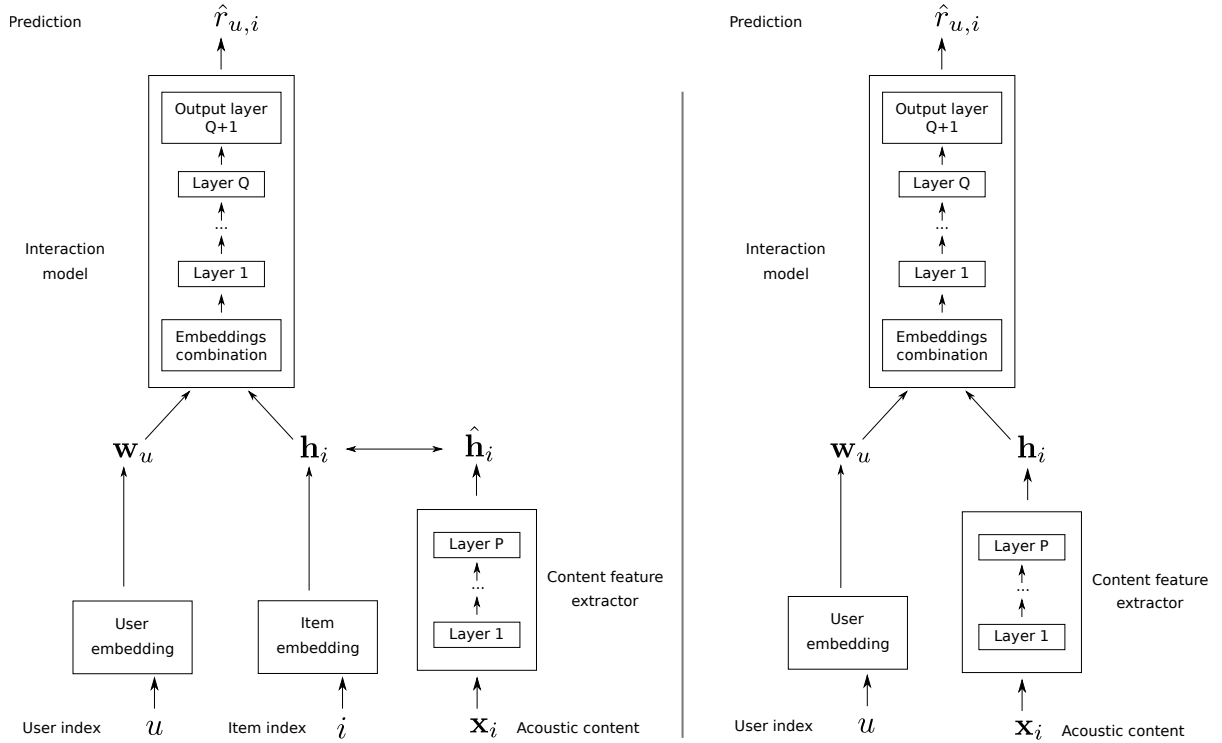 Prediction
r̂u,i
Output layer
Q+1
Layer Q
...
Layer 1
Embeddings
combination
Interaction
model
wu
hi
ĥi
Layer P
...
Layer 1
Content feature
extractor
User
embedding
Item
embedding
User index
u
Item index
i
xi
Acoustic content
Prediction
r̂u,i
Output layer
Q+1
Layer Q
...
Layer 1
Embeddings
combination
Interaction
model
wu
hi
Layer P
...
Layer 1
Content feature
extractor
User
embedding
User index
u
xi
Acoustic content